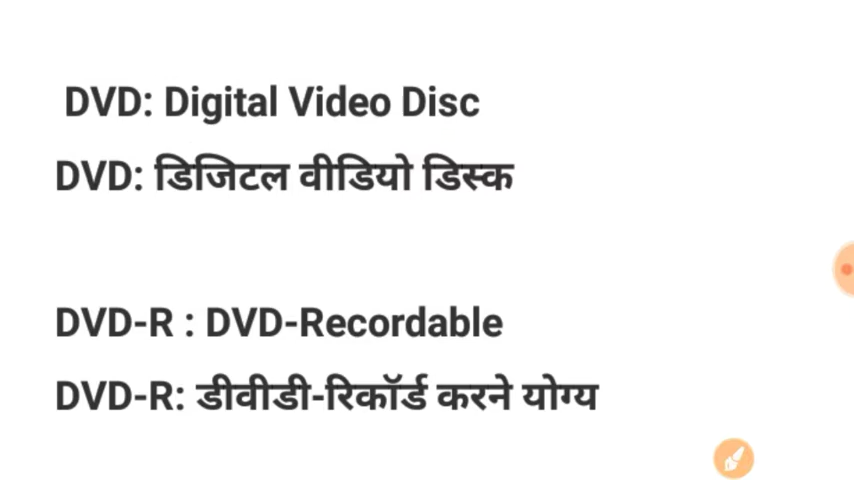 DVD: Digital Video Disc
DVD: डिजिटल वीडियो डिस्क
DVD-R : DVD-Recordable
DVD-R: डीवीडी-रिकॉर्ड करने योग्य